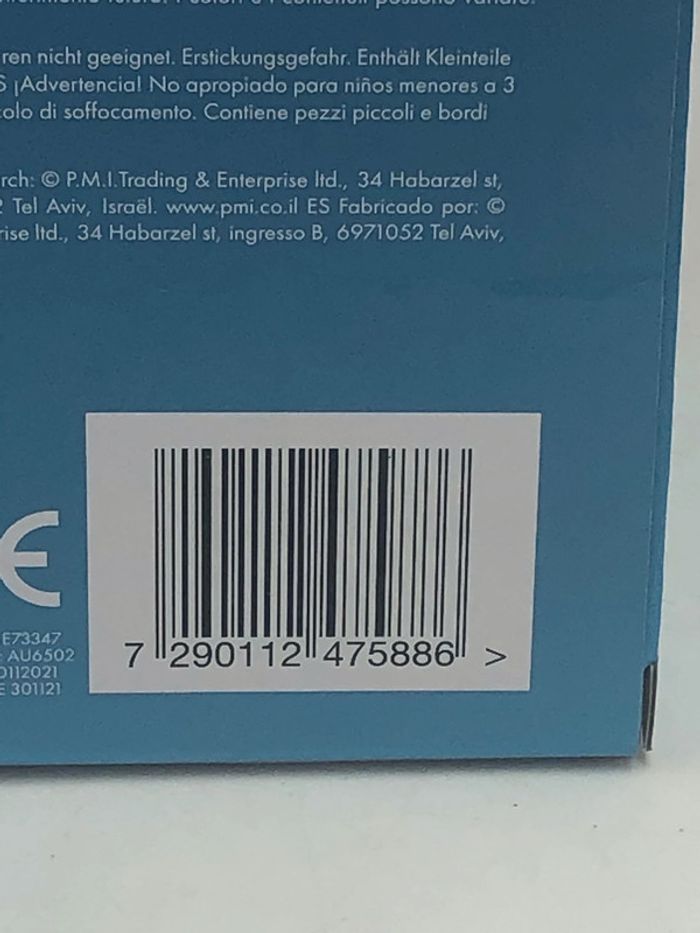 ren nicht geeignet. Erstickungsgefahr. Enthält Kleinteile
S ¡Advertencia! No apropiado para niños menores a 3
colo di soffocamento. Contiene pezzi piccoli e bordi
rch: © P.M.I.Trading & Enterprise ltd., 34 Habarzel st,
2 Tel Aviv, Israël. www.pmi.co.il ES Fabricado por: ©
rise ltd., 34 Habarzel st, ingresso B, 6971052 Tel Aviv,
CE
E73347
: AU6502
0112021
E 301121
7 290112 475886 >